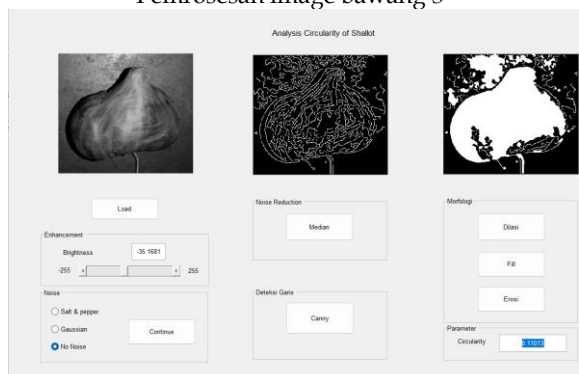 Pemrosesan image bawang 3
Analysis Circularity of Shallot
Load
Enhancement
Brightness
-35.1681
-255
255
Noise
Salt & pepper
Gaussian
No Noise
Continue
Noise Reduction
Median
Deteksi Garis
Canny
Morfologi
Dilasi
Fill
Erosi
Parameter
Circularity
0.11013